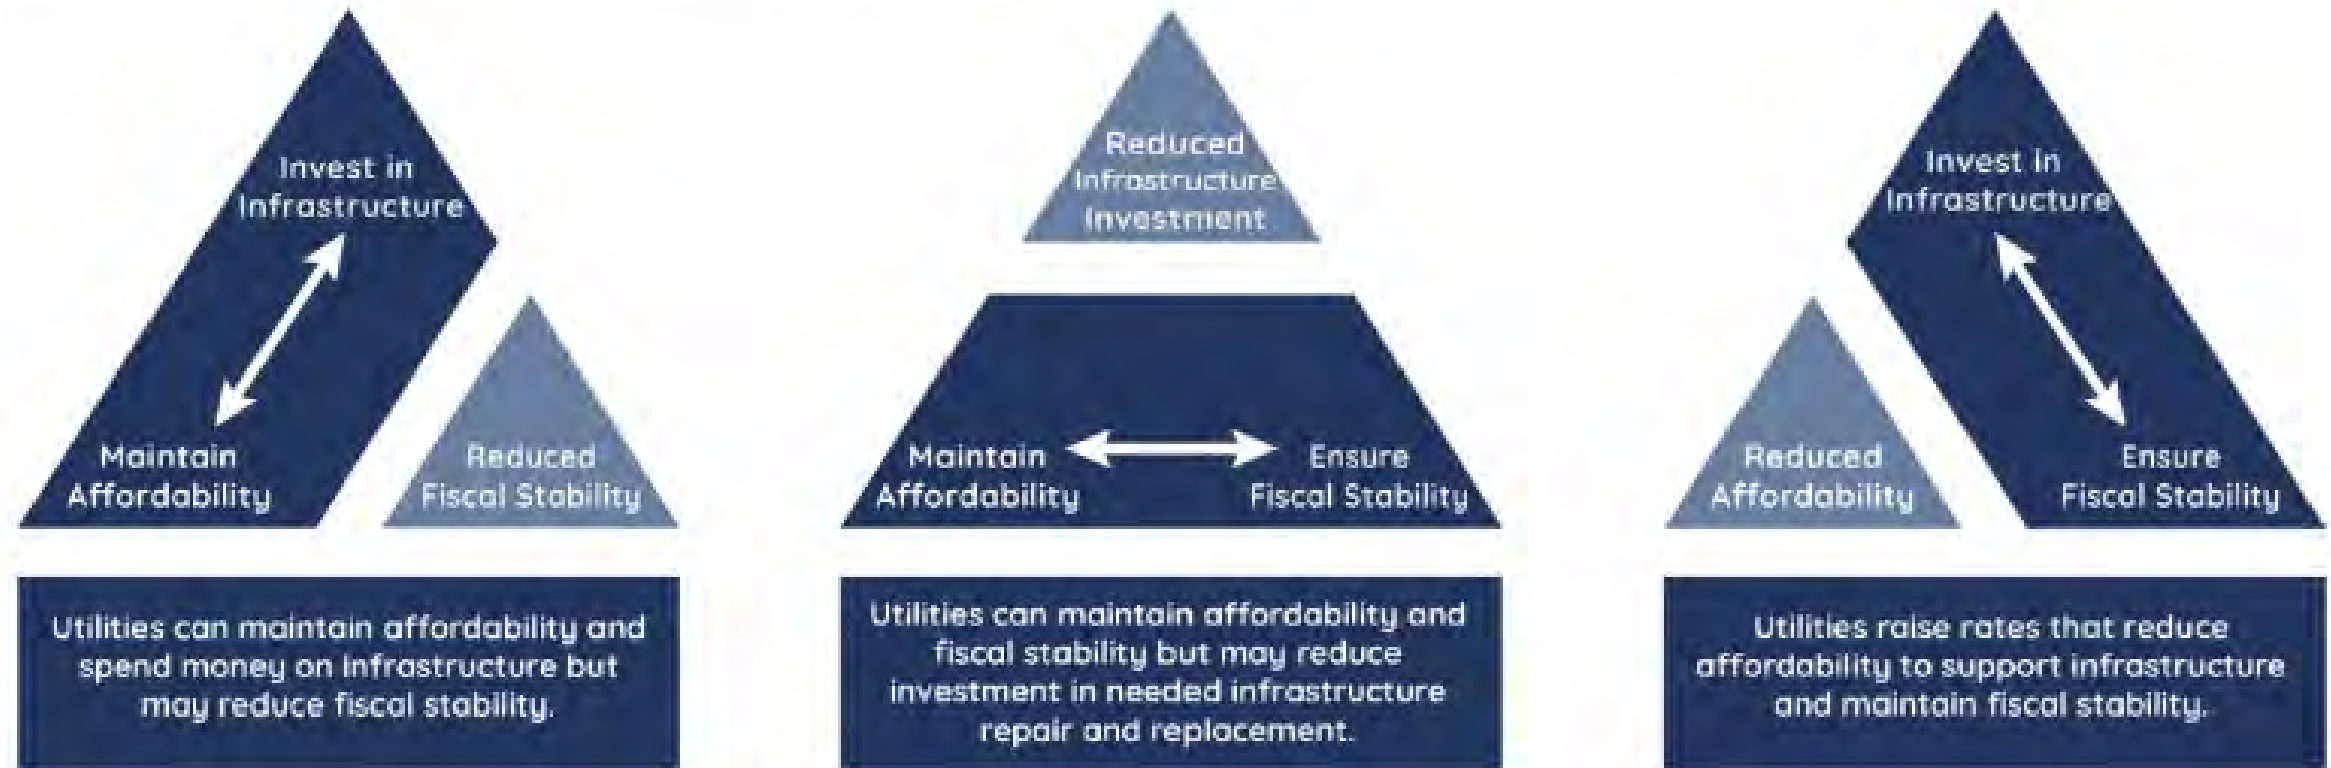 Invest in
Infrastructure
Maintain
Affordability
Reduced
Fiscal Stability
Utilities can maintain affordability and
spend money on infrastructure but
may reduce fiscal stability.
Reduced
Infrastructure
Investment
Maintain
Affordability
Ensure
Fiscal Stability
Utilities can maintain affordability and
fiscal stability but may reduce
investment in needed infrastructure
repair and replacement.
Invest in
Infrastructure
Reduced
Affordability
Ensure
Fiscal Stability
Utilities raise rates that reduce
affordability to support infrastructure
and maintain fiscal stability.